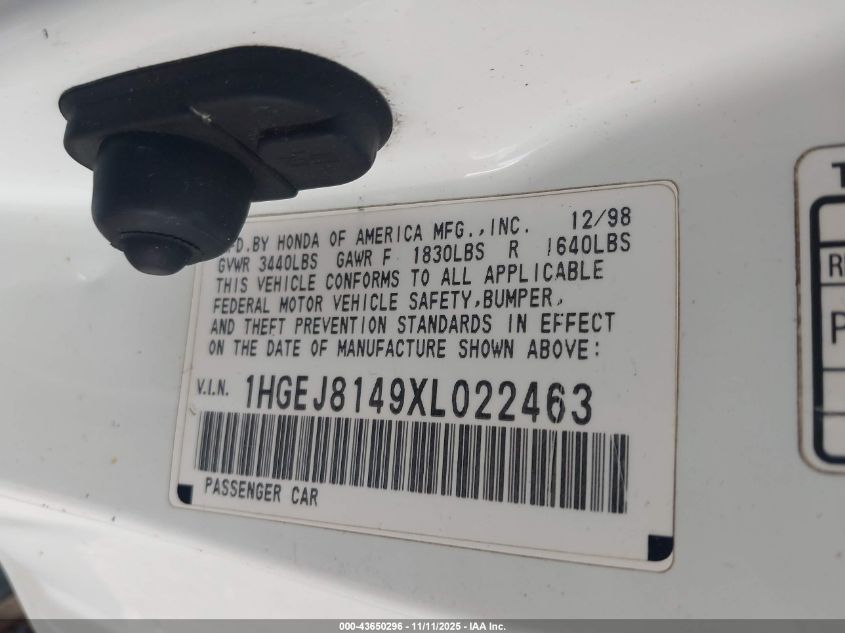 12/98
BY HONDA OF AMERICA MFG.,INC.
GVWR 3440LBS GAWR F 1830LBS R 1640LBS
THIS VEHICLE CONFORMS TO ALL APPLICABLE
FEDERAL MOTOR VEHICLE SAFETY,BUMPER,
AND THEFT PREVENTION STANDARDS IN EFFECT
ON THE DATE OF MANUFACTURE SHOWN ABOVE:
V.I.N. 1HGEJ8149XL022463
PASSENGER CAR
000-43650296 - 11/11/2025 - IAA Inc.